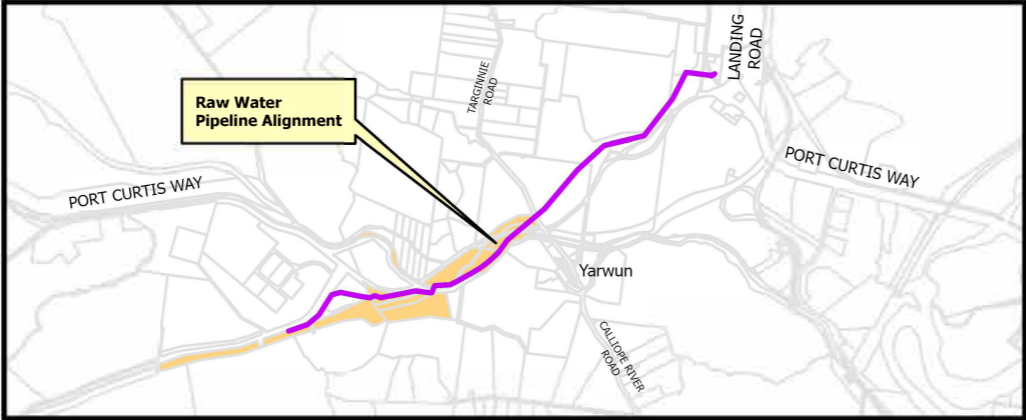 LANDING
ROAD
TARGINNIE
ROAD
Raw Water
Pipeline Alignment
PORT CURTIS WAY
PORT CURTIS WAY
Yarwun
CALLIOPE RIVER
ROAD